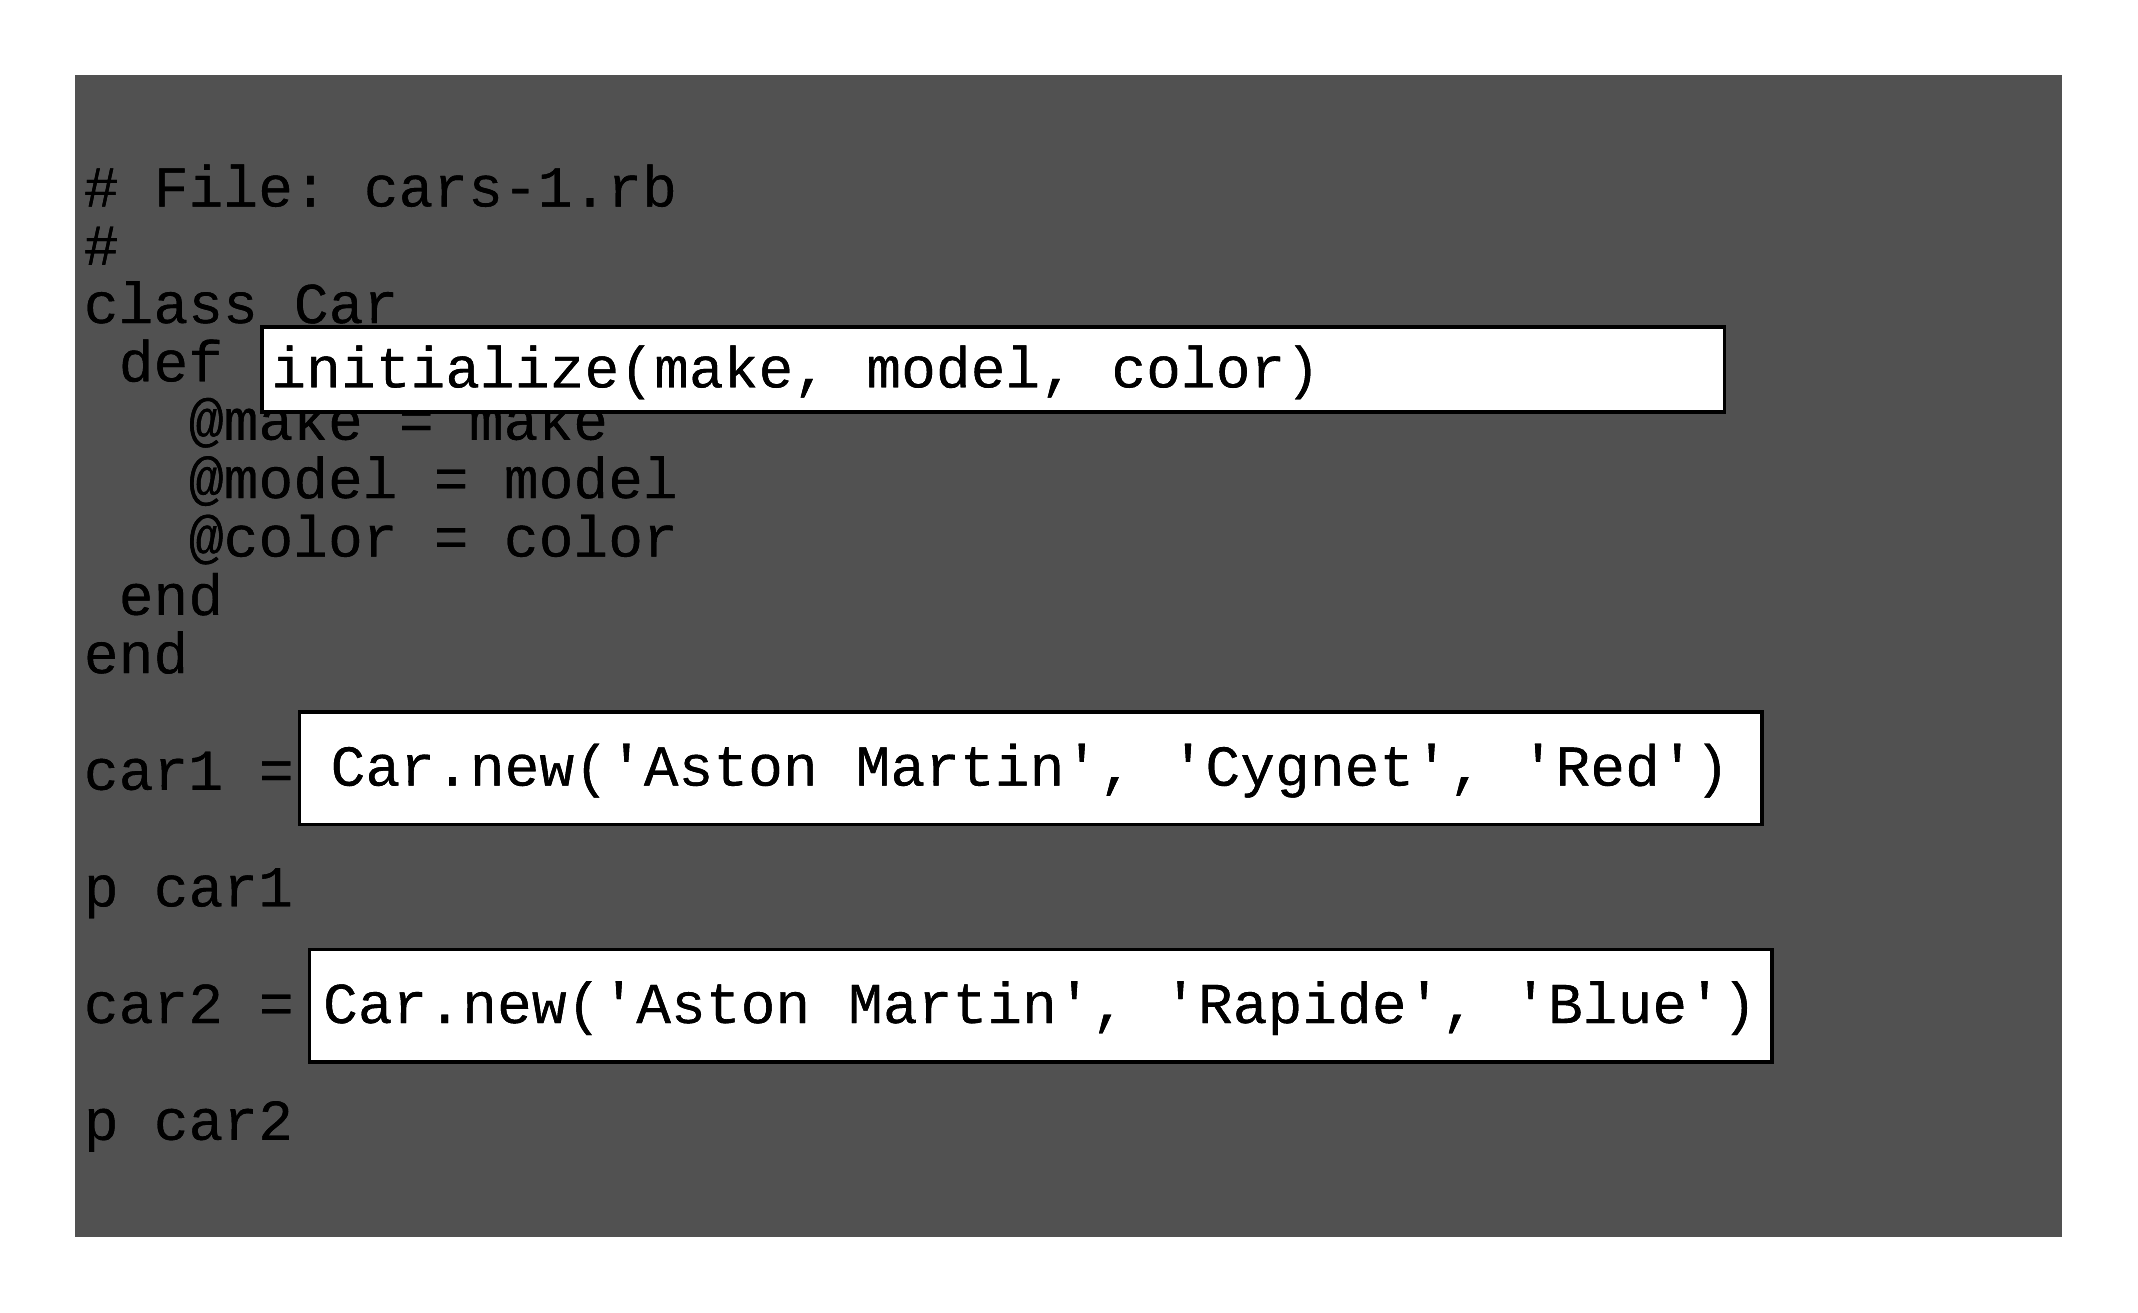 # File: cars-1.rb
#
class Car
 def initialize(make, model, color)
   @make = make
   @model = model
   @color = color
 end
end
car1 = Car.new('Aston Martin', 'Cygnet', 'Red')
p car1
car2 = Car.new('Aston Martin', 'Rapide', 'Blue')
p car2